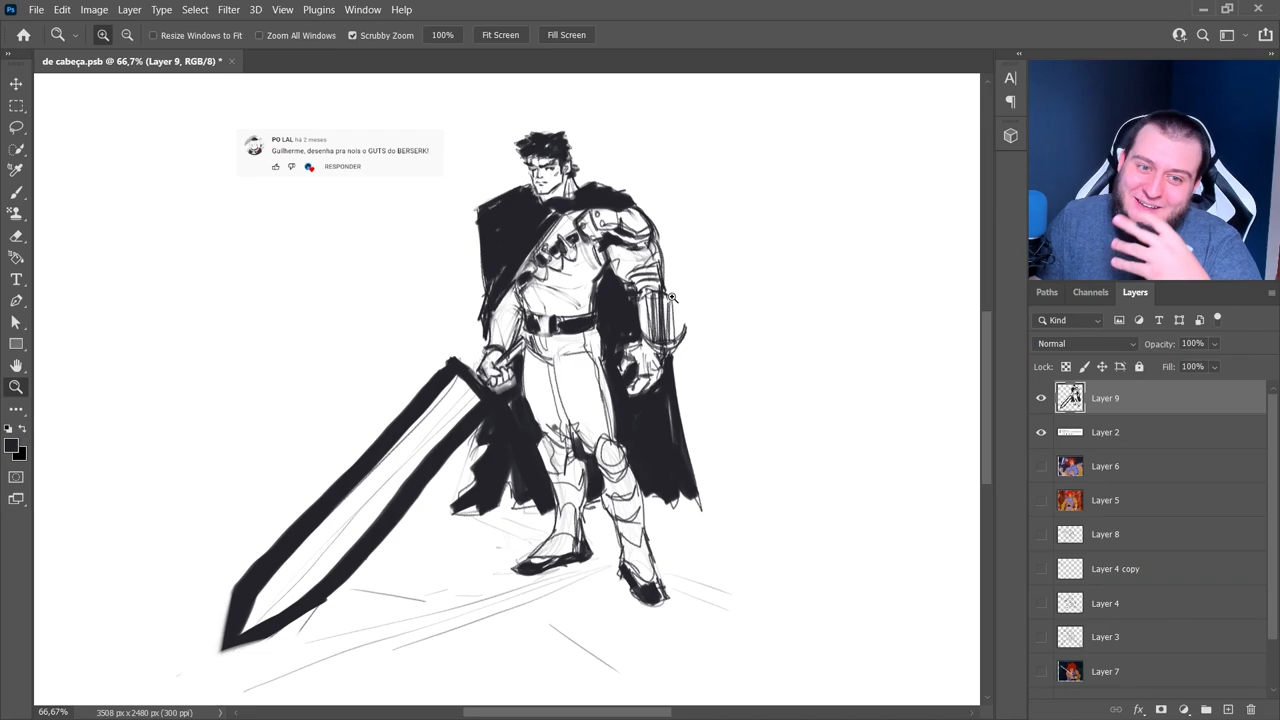 Ps File Edit Image Layer Type Select Filter 3D View Plugins Window Help
Resize Windows to Fit Zoom All Windows Scrubby Zoom 100% Fit Screen Fill Screen
de cabeça.psb @ 66,7% (Layer 9, RGB/8) *
PO LAL há 2 meses
Guilherme, desenha pra nois o GUTS do BERSERK!
RESPONDER
Paths Channels Layers
Kind
Normal Opacity: 100%
Lock: Fill: 100%
Layer 9
Layer 2
Layer 6
Layer 5
Layer 8
Layer 4 copy
Layer 4
Layer 3
Layer 7
66,67% 3508 px x 2480 px (300 ppi)